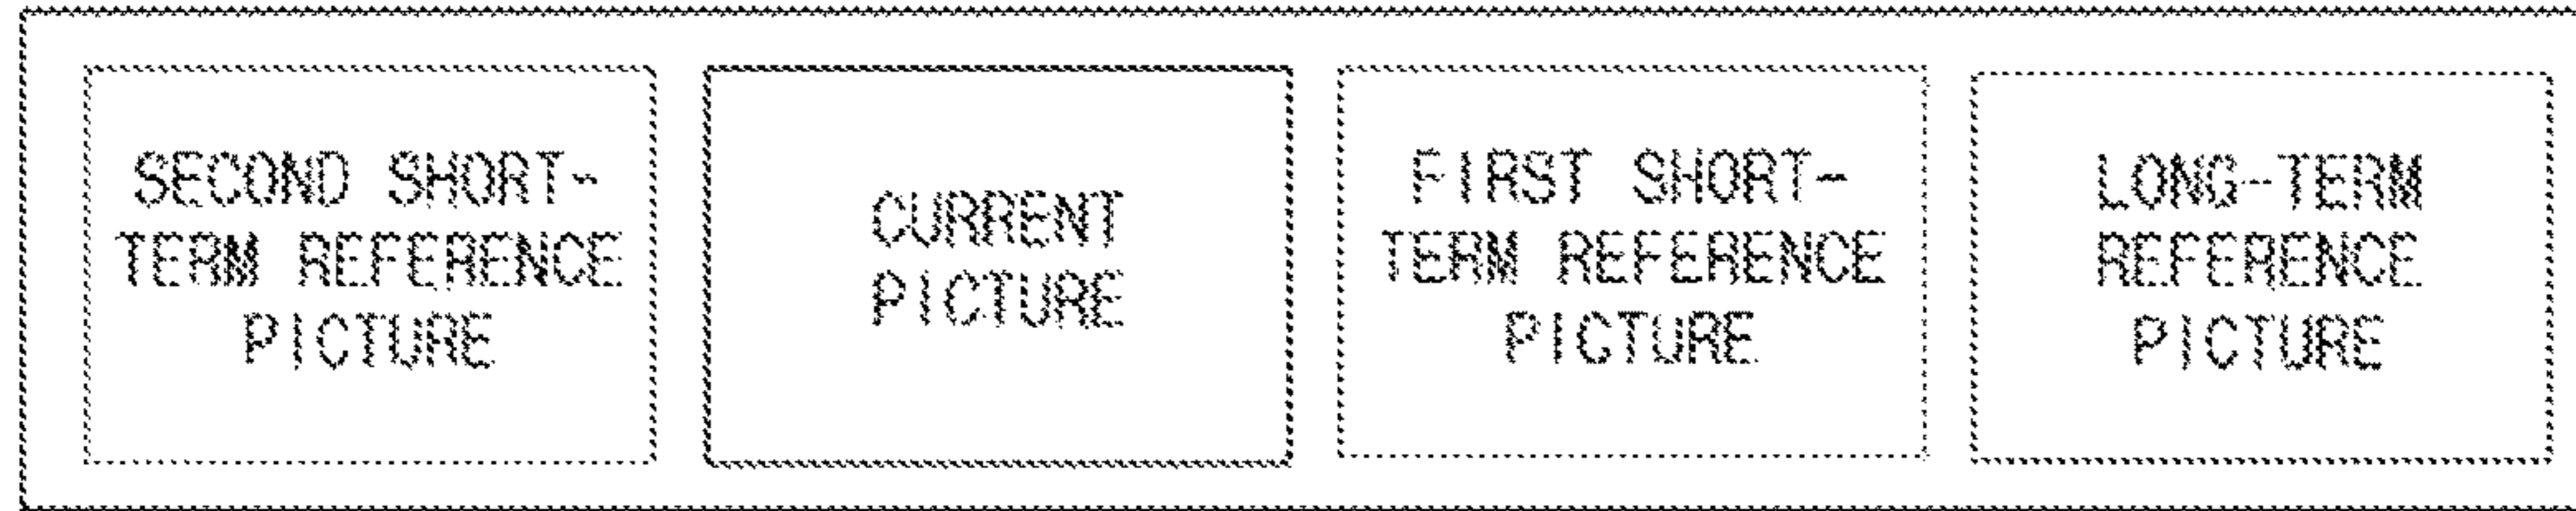 SECOND SHORT-
TERM REFERENCE
PICTURE
CURRENT
PICTURE
FIRST SHORT-
TERM REFERENCE
PICTURE
LONG-TERM
REFERENCE
PICTURE